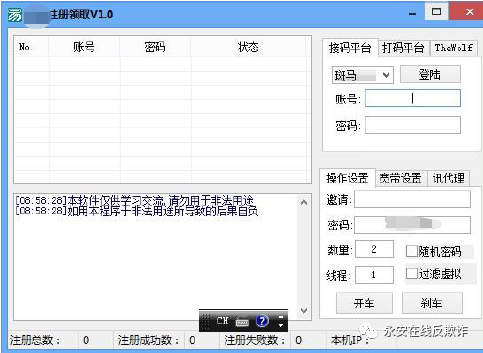 注册领取V1.0
No. 账号 密码 状态
接码平台 打码平台 TheWolf
斑马 登陆
账号:
密码:
[08:58:28]本软件仅供学习交流,请勿用于非法用途
[08:58:28]如用本程序于非法用途所导致的后果自负
操作设置 宽带设置 讯代理
邀请:
密码:
数量: 2 随机密码
线程: 1 过滤虚拟
开车 刹车
CH
永安在线反欺诈
注册总数: 0 注册成功数: 0 注册失败数: 0 本机IP: